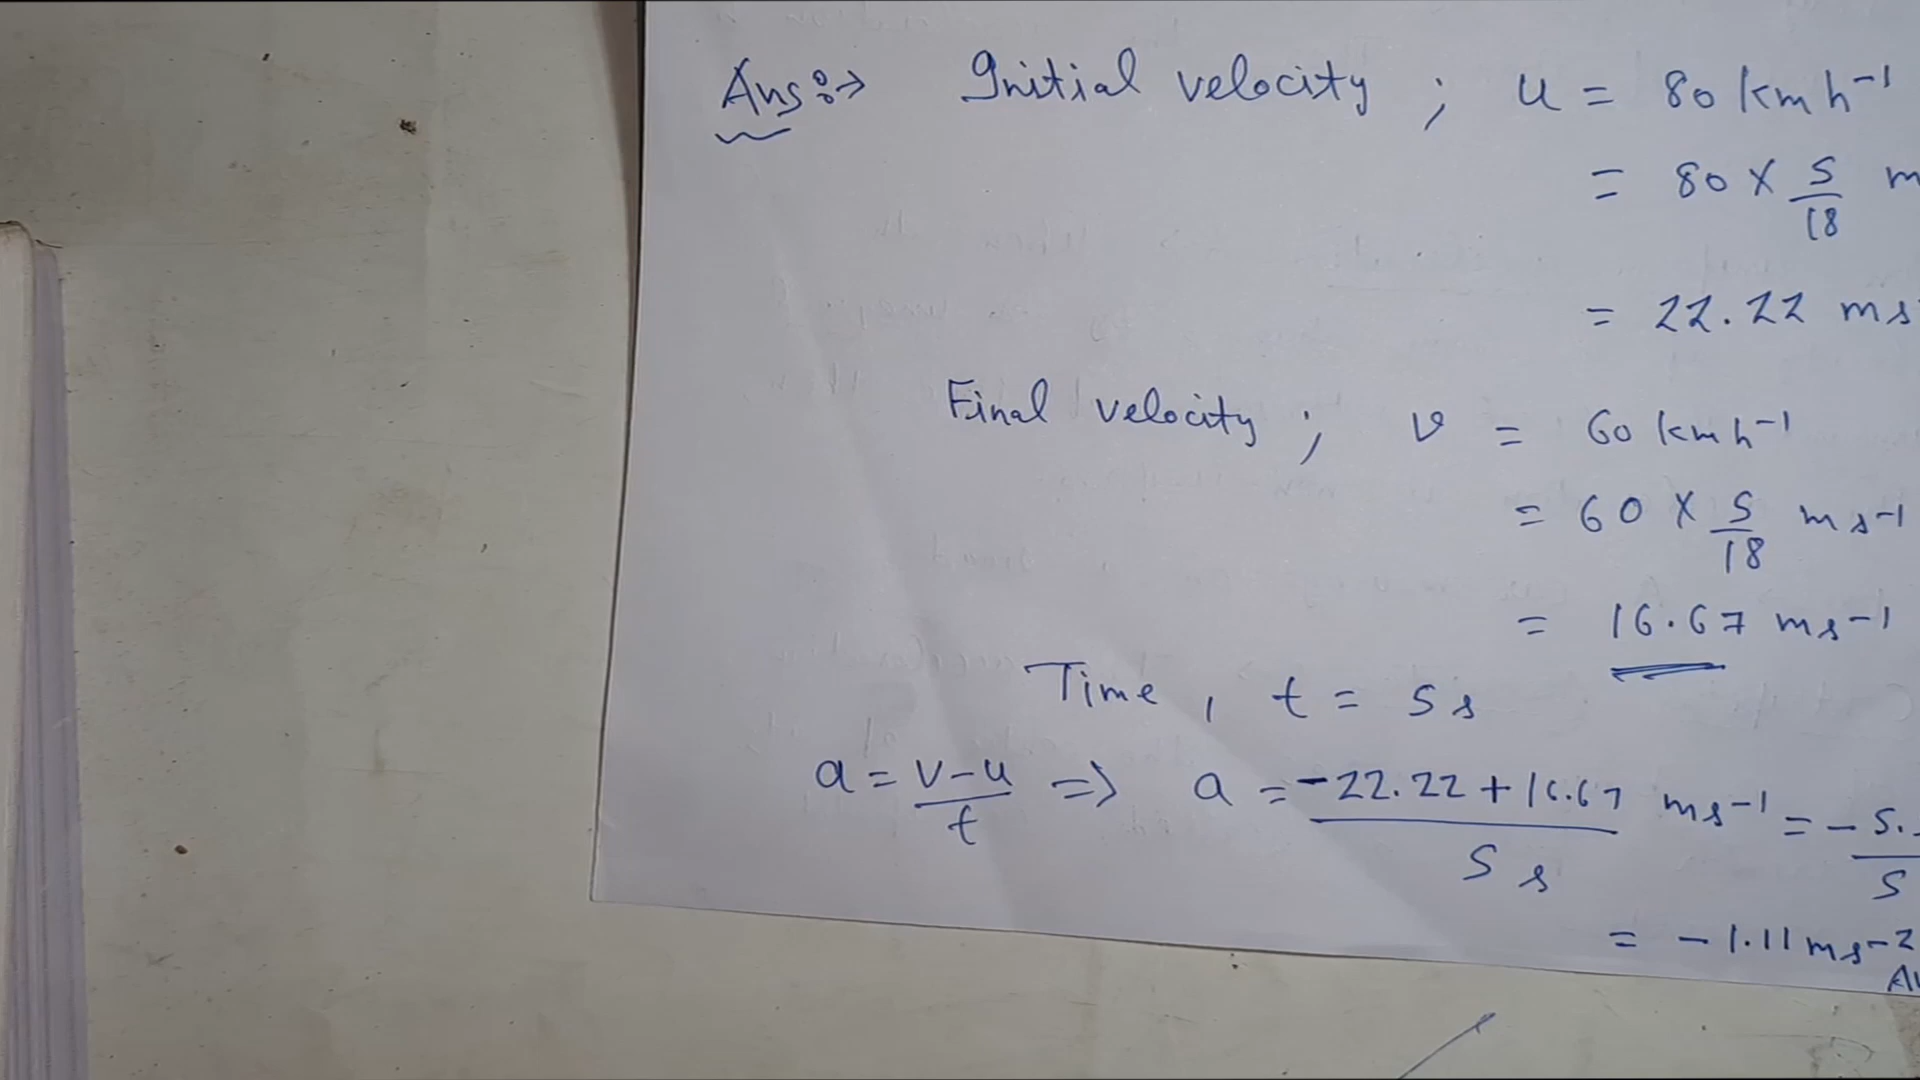 Ans:→ Initial velocity ; u = 80 km h⁻¹
= 80 × 5/18 m
= 22.22 ms
Final velocity ; v = 60 km h⁻¹
= 60 × 5/18 ms⁻¹
= 16.67 ms⁻¹
Time , t = 5 s
a = v-u/t => a = -22.22 + 16.67/5 s ms⁻¹ = -5./5
= -1.11 ms⁻²